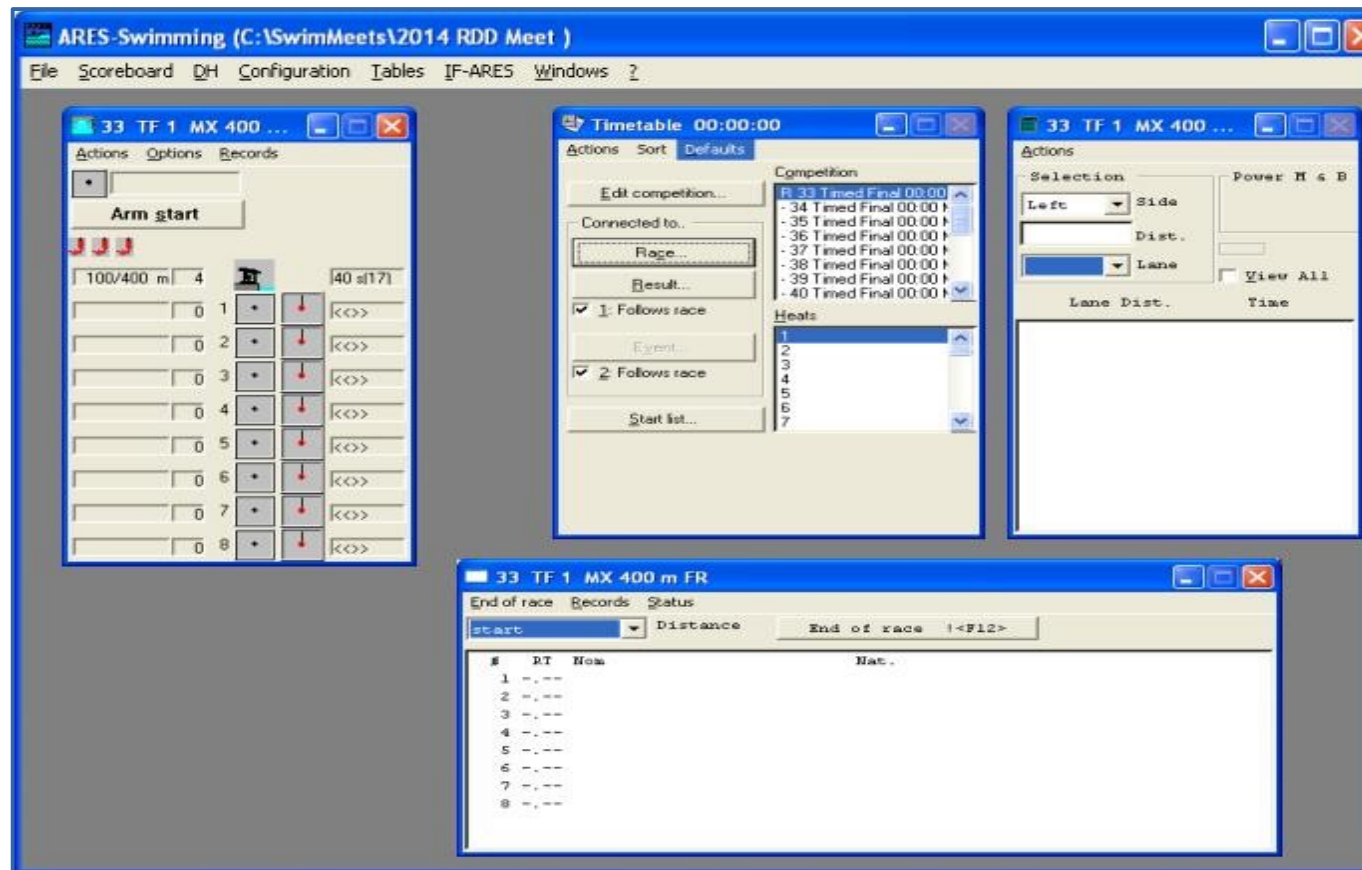 ARES-Swimming (C:\SwimMeets\2014 RDD Meet )
File Scoreboard DH Configuration Tables IF-ARES Windows ?
33 TF 1 MX 400 ...
Actions Options Records
Arm start
100/400 m 4 40 s(17)
0 1 <<>>
0 2 <<>>
0 3 <<>>
0 4 <<>>
0 5 <<>>
0 6 <<>>
0 7 <<>>
0 8 <<>>
Timetable 00:00:00
Actions Sort Defaults
Edit competition...
Connected to..
Race...
Result...
1: Follows race
Event...
2: Follows race
Start list...
Competition
R 33 Timed Final 00:00
- 34 Timed Final 00:00
- 35 Timed Final 00:00
- 36 Timed Final 00:00
- 37 Timed Final 00:00
- 38 Timed Final 00:00
- 39 Timed Final 00:00
- 40 Timed Final 00:00
Heats
1
2
3
4
5
6
7
33 TF 1 MX 400 ...
Actions
Selection
Left Side
Dist.
Lane
Power M & B
View All
Lane Dist. Time
33 TF 1 MX 400 m FR
End of race Records Status
start Distance End of race !<F12>
# RT Nom Nat.
1 -.--
2 -.--
3 -.--
4 -.--
5 -.--
6 -.--
7 -.--
8 -.--